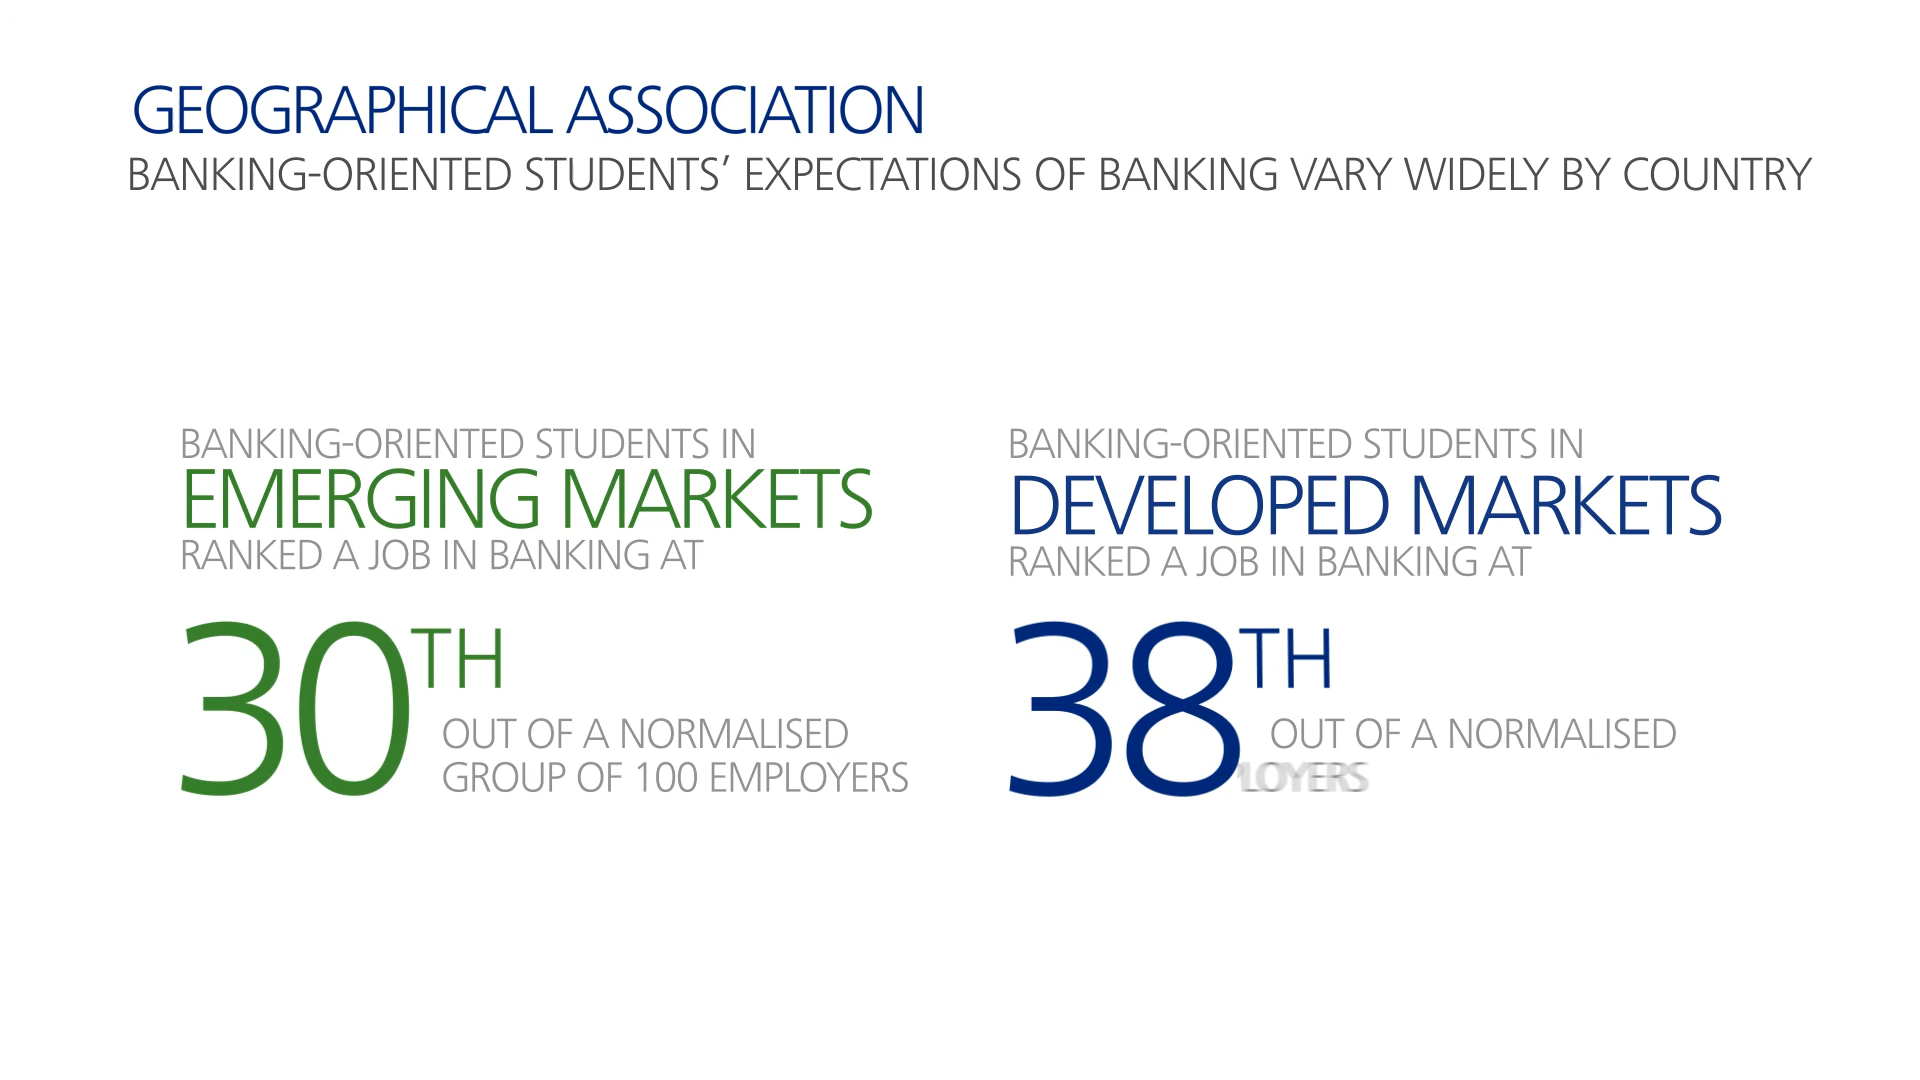 GEOGRAPHICAL ASSOCIATION
BANKING-ORIENTED STUDENTS’ EXPECTATIONS OF BANKING VARY WIDELY BY COUNTRY
BANKING-ORIENTED STUDENTS IN
EMERGING MARKETS
RANKED A JOB IN BANKING AT
30TH
OUT OF A NORMALISED
GROUP OF 100 EMPLOYERS
BANKING-ORIENTED STUDENTS IN
DEVELOPED MARKETS
RANKED A JOB IN BANKING AT
38TH
OUT OF A NORMALISED